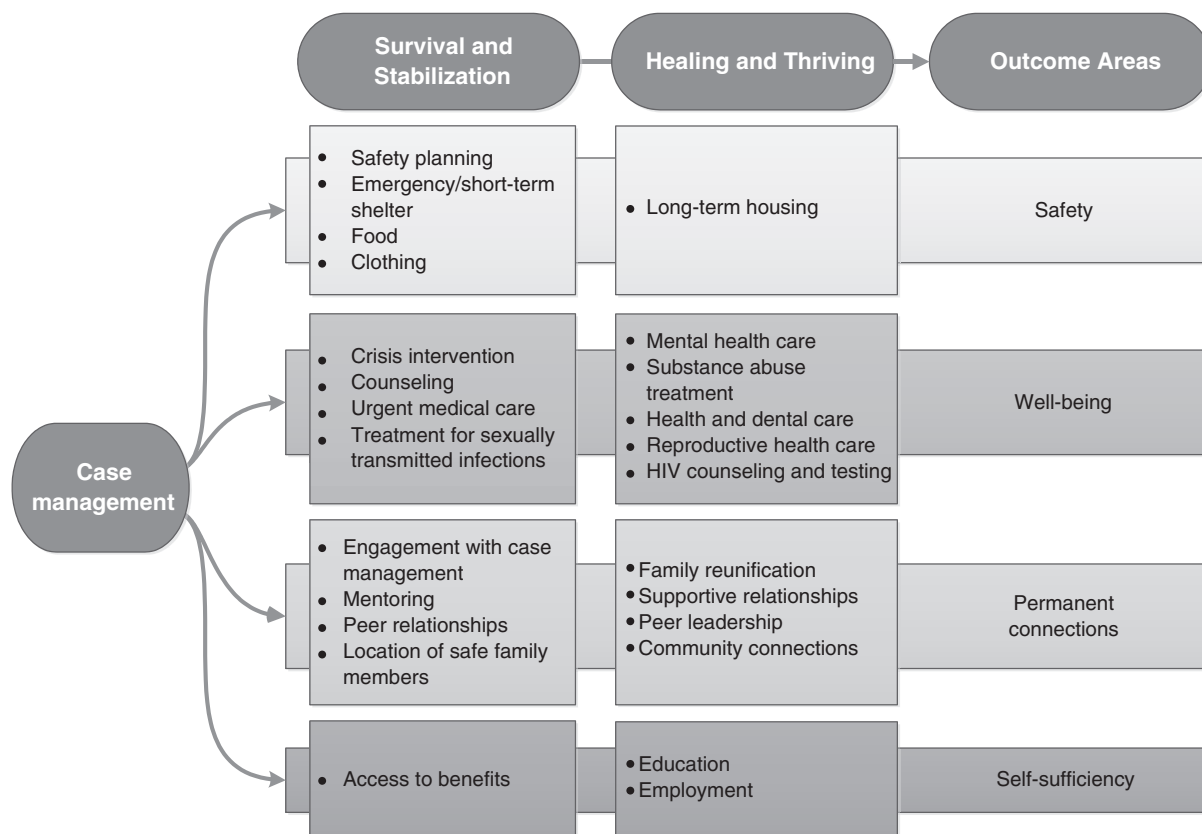 Survival and
Stabilization
Healing and Thriving
Outcome Areas
• Safety planning
• Emergency/short-term
shelter
• Food
• Clothing
• Long-term housing
Safety
• Crisis intervention
• Counseling
• Urgent medical care
• Treatment for sexually
transmitted infections
• Mental health care
• Substance abuse
treatment
• Health and dental care
• Reproductive health care
• HIV counseling and testing
Well-being
Case
management
• Engagement with case
management
• Mentoring
• Peer relationships
• Location of safe family
members
• Family reunification
• Supportive relationships
• Peer leadership
• Community connections
Permanent
connections
• Access to benefits
• Education
• Employment
Self-sufficiency